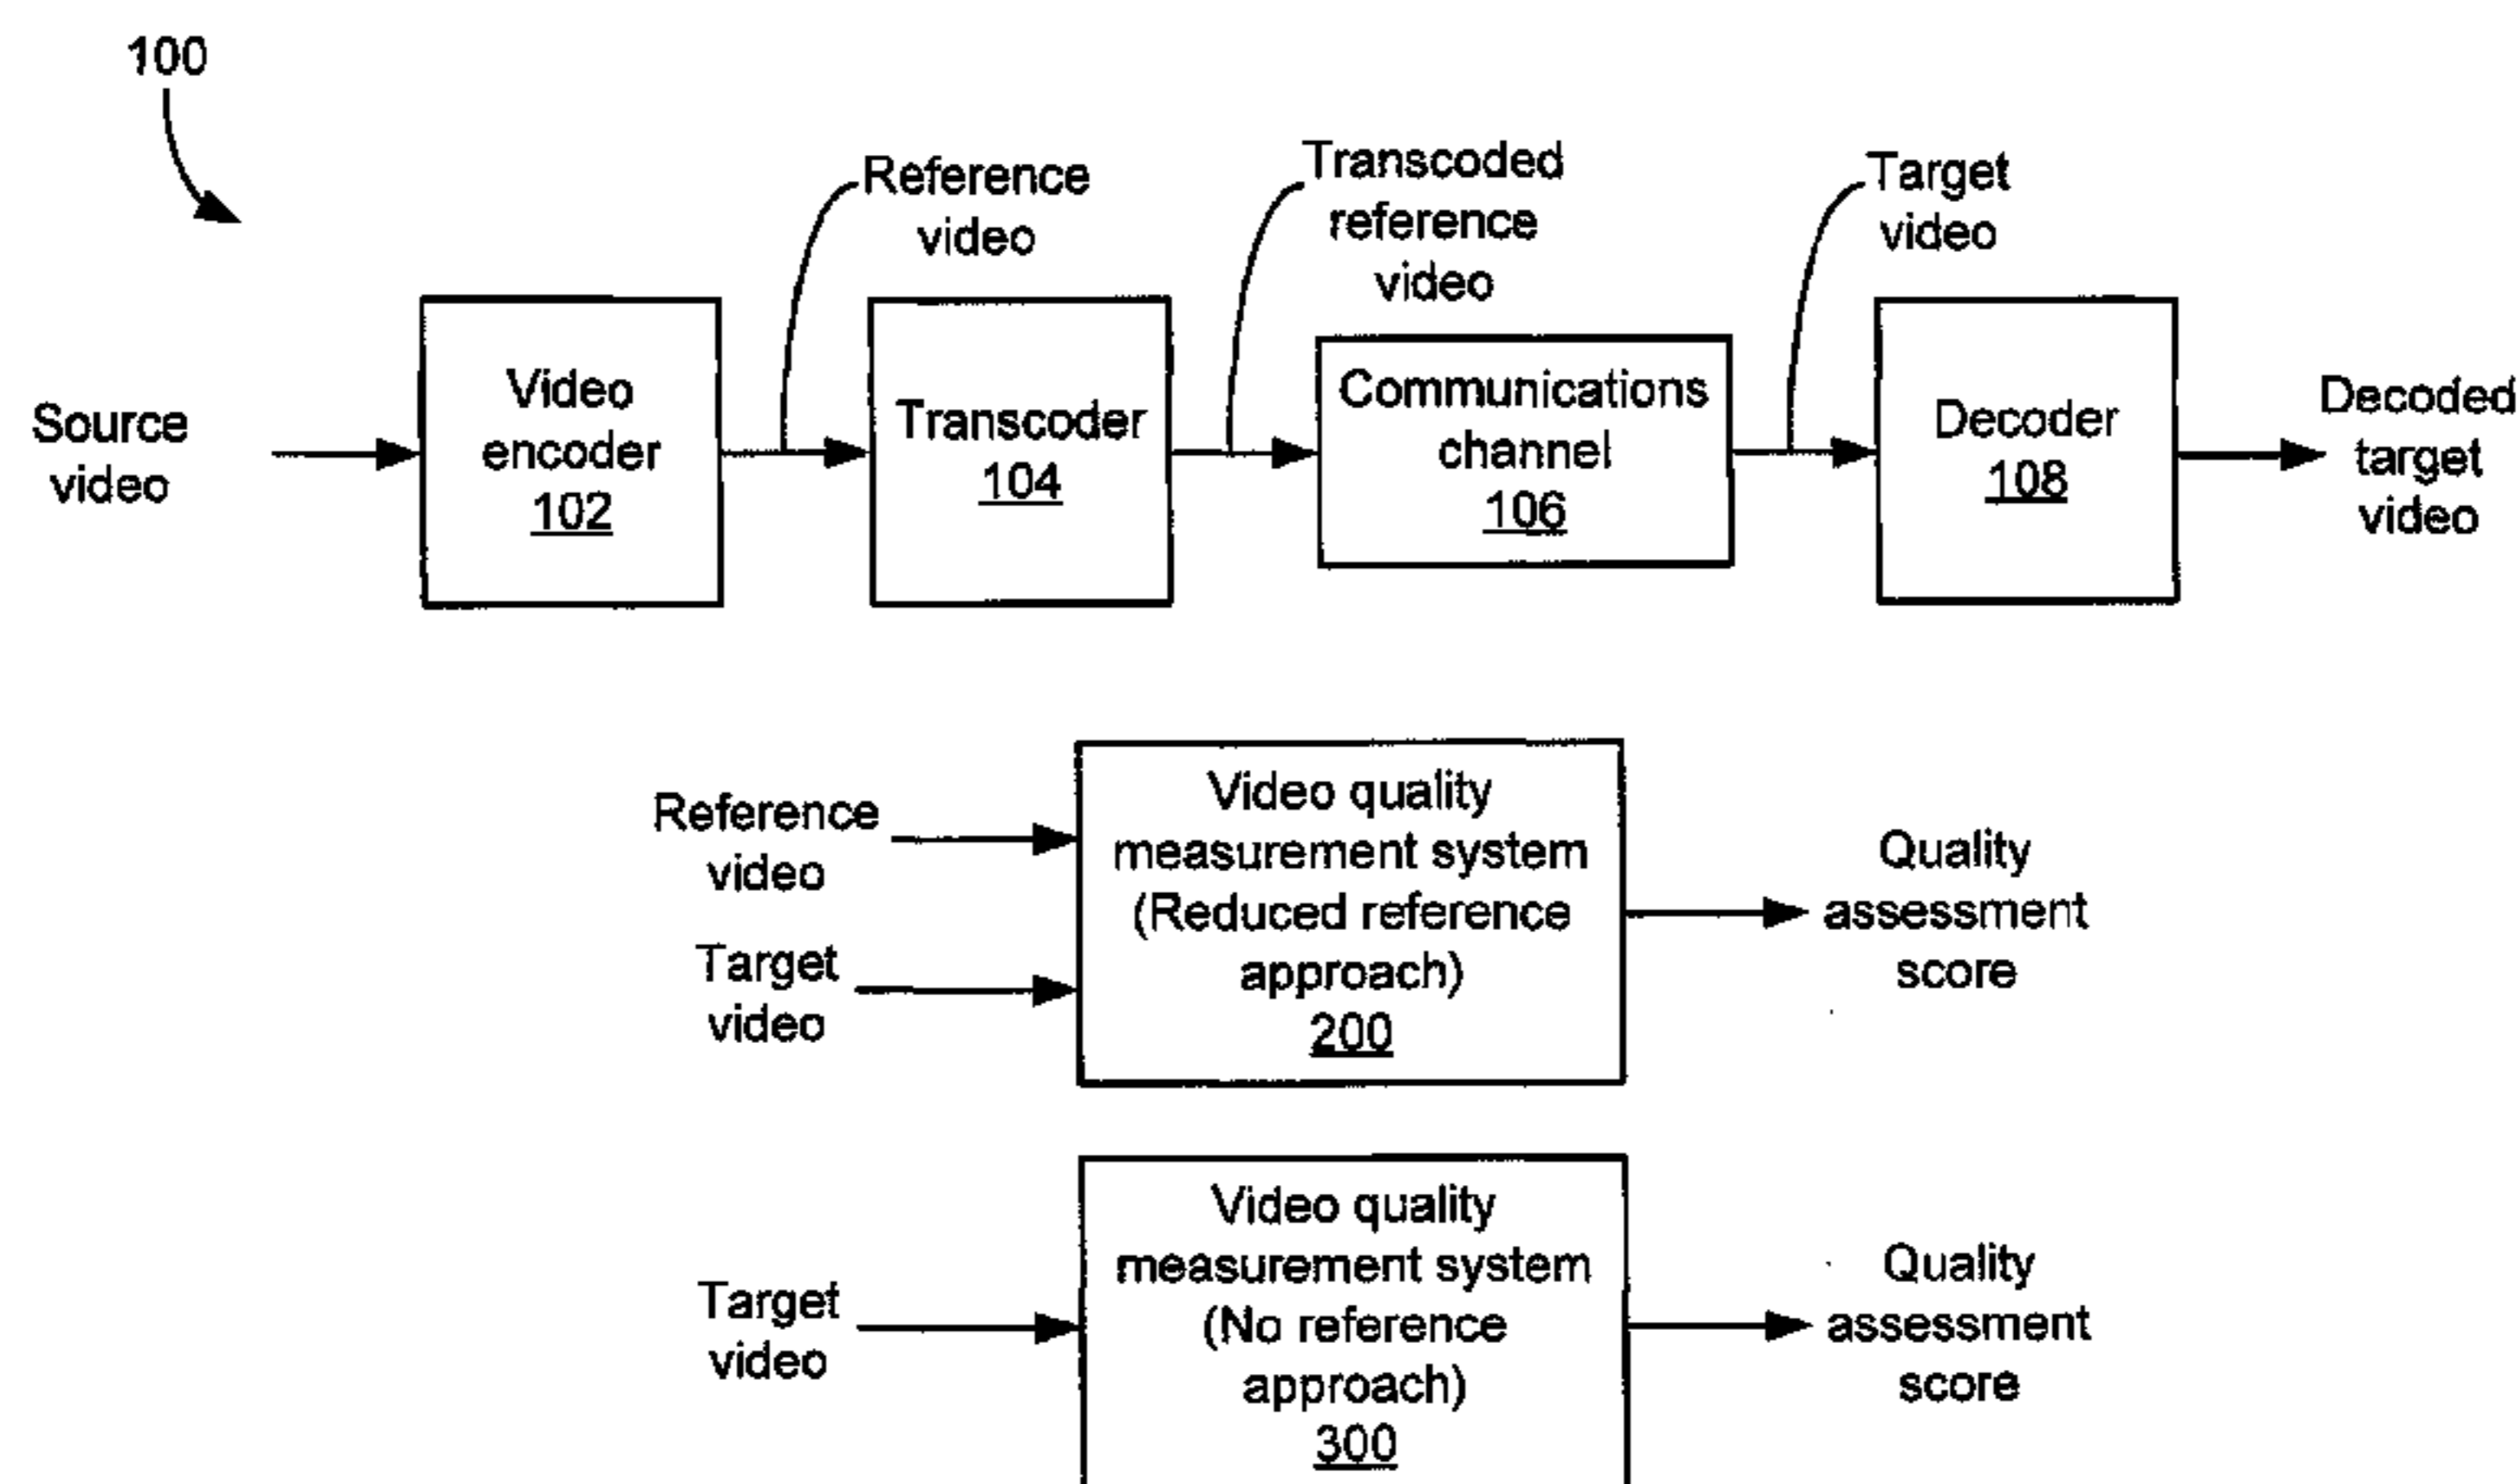 100
Reference
video
Transcoded
reference
video
Target
video
Source
video
Video
encoder
102
Transcoder
104
Communications
channel
106
Decoder
108
Decoded
target
video
Reference
video
Target
video
Video quality
measurement system
(Reduced reference
approach)
200
Quality
assessment
score
Target
video
Video quality
measurement system
(No reference
approach)
300
Quality
assessment
score